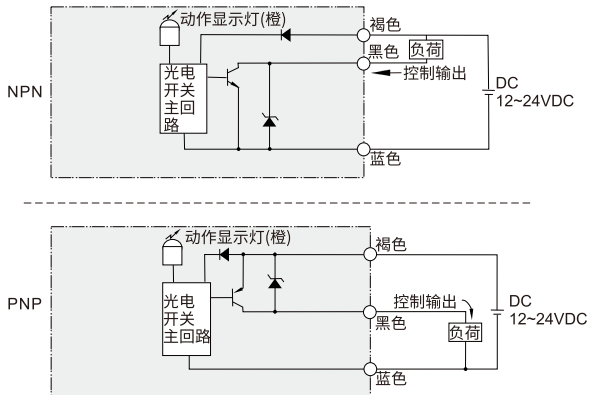 动作显示灯(橙)
褐色
黑色
负荷
控制输出
光电
开关
主回
路
NPN
DC
12~24VDC
蓝色
动作显示灯(橙)
褐色
光电
开关
主回路
PNP
控制输出
黑色
负荷
DC
12~24VDC
蓝色